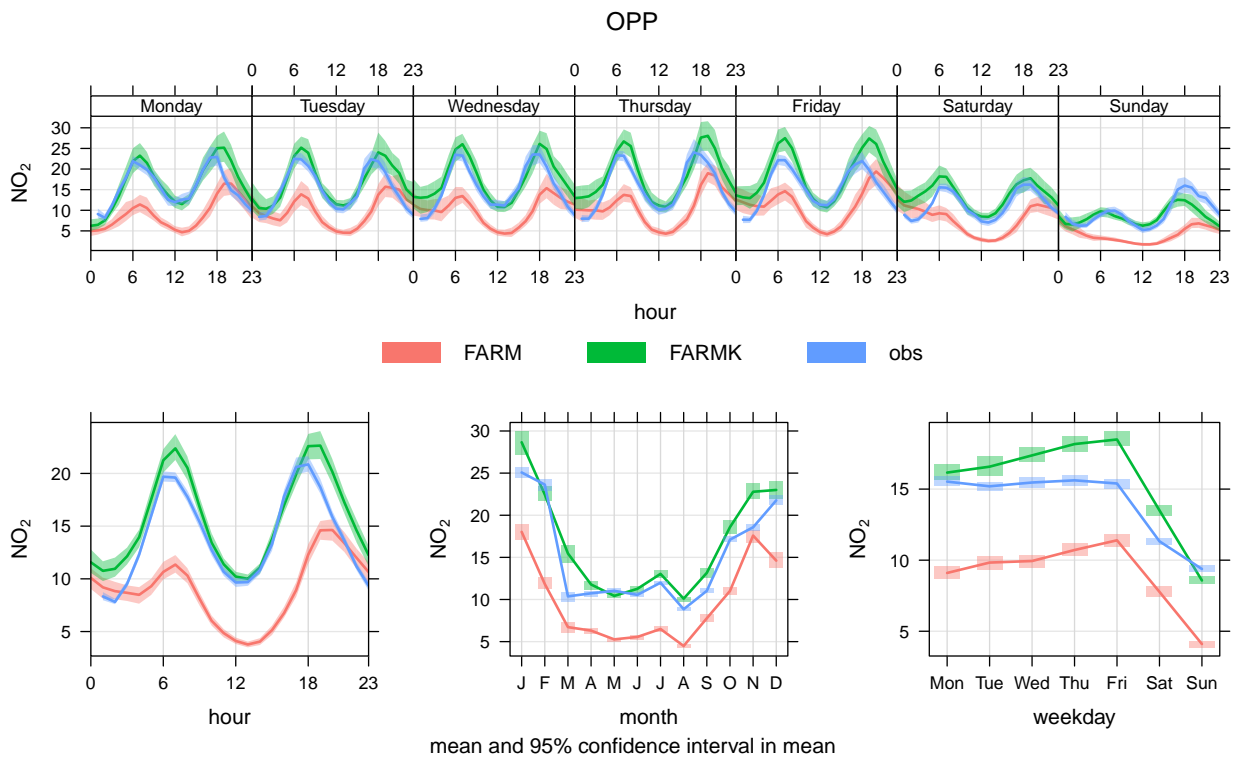 OPP
0 6 12 18 23 0 6 12 18 23 0 6 12 18 23
Monday Tuesday Wednesday Thursday Friday Saturday Sunday
30
25
20
15
10
5
NO2
0 6 12 18 23 0 6 12 18 23 0 6 12 18 23 0 6 12 18 23
hour
FARM FARMK obs
20
15
10
5
NO2
0 6 12 18 23
hour
30
25
20
15
10
5
NO2
J F M A M J J A S O N D
month
15
10
5
NO2
Mon Tue Wed Thu Fri Sat Sun
weekday
mean and 95% confidence interval in mean